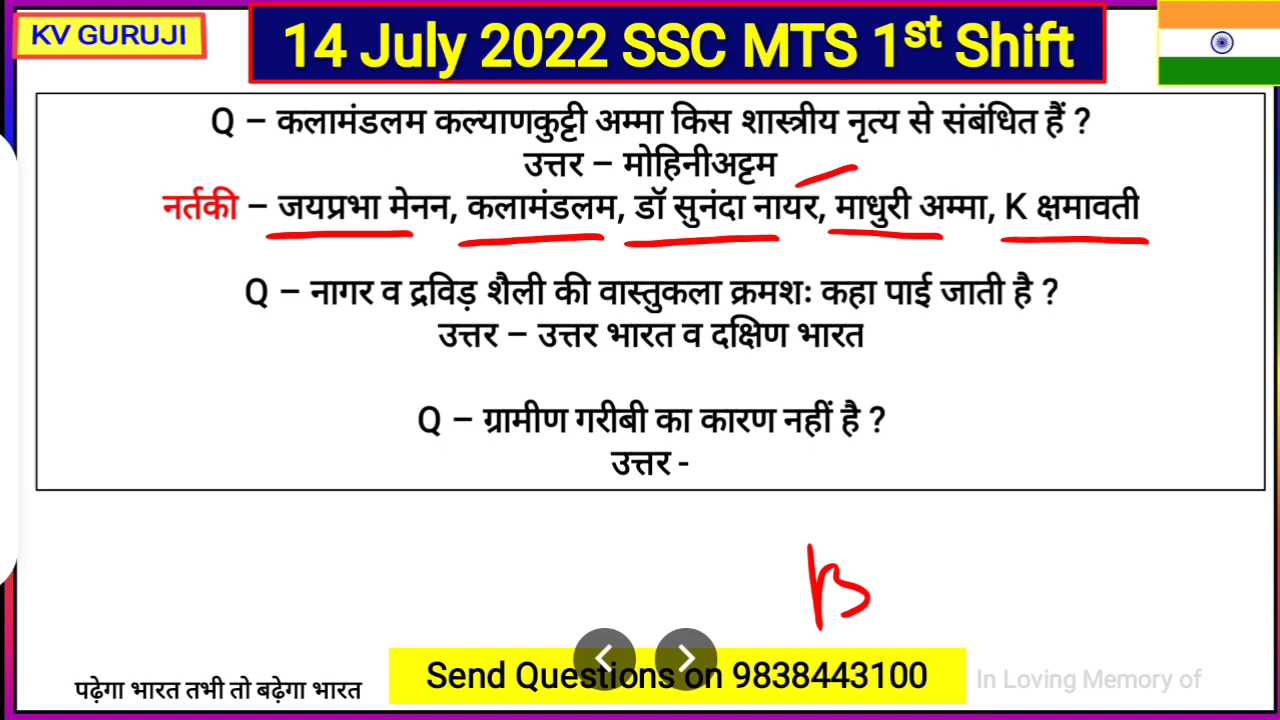 KV GURUJI
14 July 2022 SSC MTS 1st Shift
Q – कलामंडलम कल्याणकुट्टी अम्मा किस शास्त्रीय नृत्य से संबंधित हैं ?
उत्तर – मोहिनीअट्टम
नर्तकी – जयप्रभा मेनन, कलामंडलम, डॉ सुनंदा नायर, माधुरी अम्मा, K क्षमावती
Q – नागर व द्रविड़ शैली की वास्तुकला क्रमशः कहा पाई जाती है ?
उत्तर – उत्तर भारत व दक्षिण भारत
Q – ग्रामीण गरीबी का कारण नहीं है ?
उत्तर -
पढ़ेगा भारत तभी तो बढ़ेगा भारत
Send Questions on 9838443100
In Loving Memory of